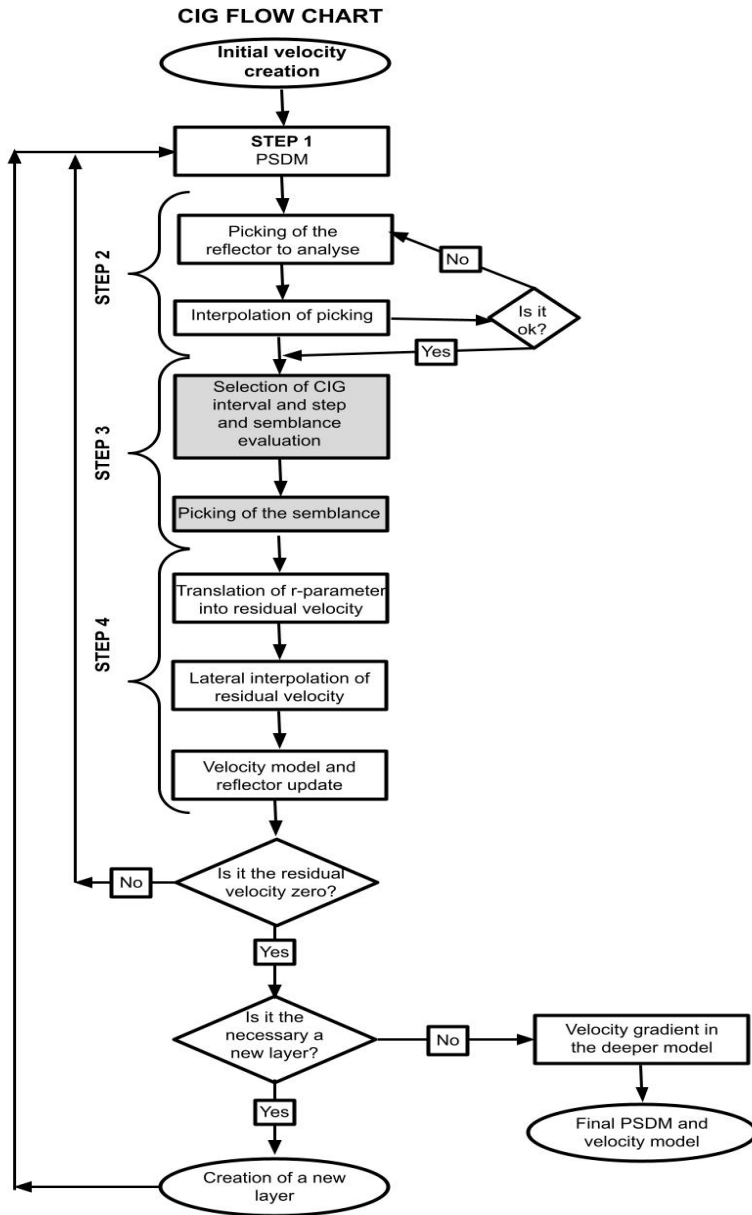 CIG FLOW CHART
Initial velocity
creation
STEP 1
PSDM
STEP 2
Picking of the
reflector to analyse
No
Interpolation of picking
Is it
ok?
Yes
STEP 3
Selection of CIG
interval and step
and semblance
evaluation
Picking of the semblance
STEP 4
Translation of r-parameter
into residual velocity
Lateral interpolation of
residual velocity
Velocity model and
reflector update
Is it the residual
velocity zero?
No
Yes
Is it the
necessary a
new layer?
No
Velocity gradient in
the deeper model
Yes
Final PSDM and
velocity model
Creation of a new
layer